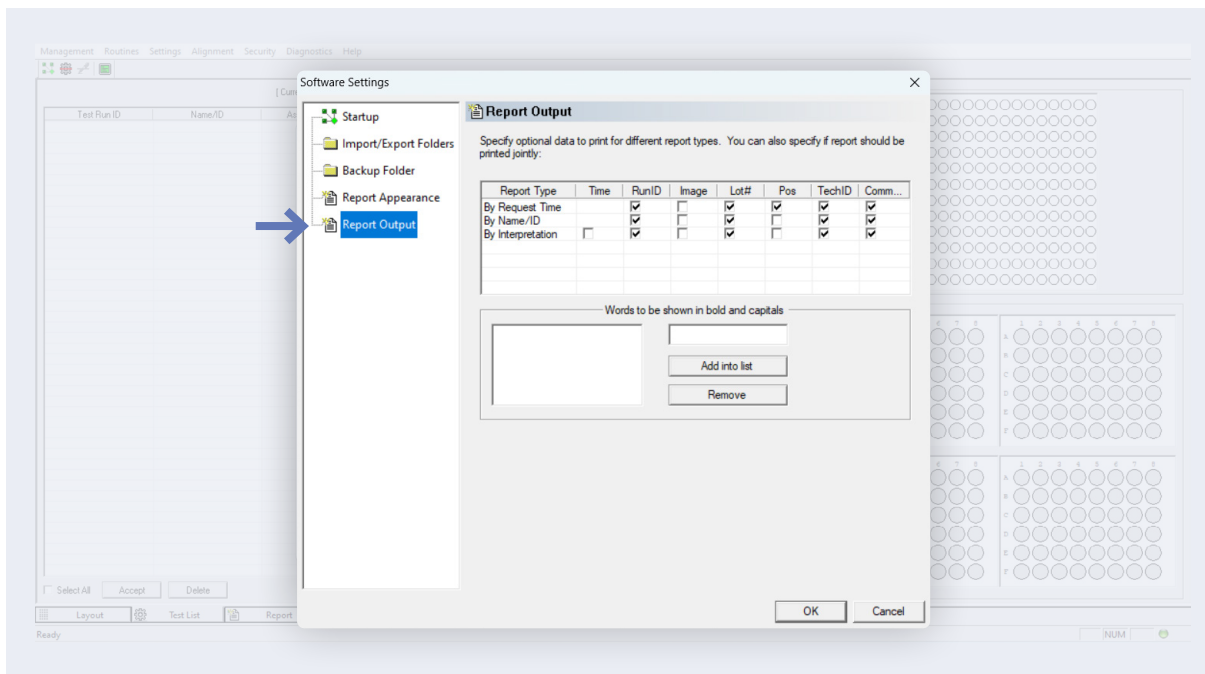 Management Routines Settings Alignment Security Diagnostics Help
Software Settings
Test Run ID Name/ID
Startup
Import/Export Folders
Backup Folder
Report Appearance
Report Output
Report Output
Specify optional data to print for different report types. You can also specify if report should be
printed jointly:
Report Type Time RunID Image Lot# Pos TechID Comm...
By Request Time
By Name/ID
By Interpretation
Words to be shown in bold and capitals
Add into list
Remove
OK Cancel
Select All Accept Delete
Layout Test List Report
Ready NUM